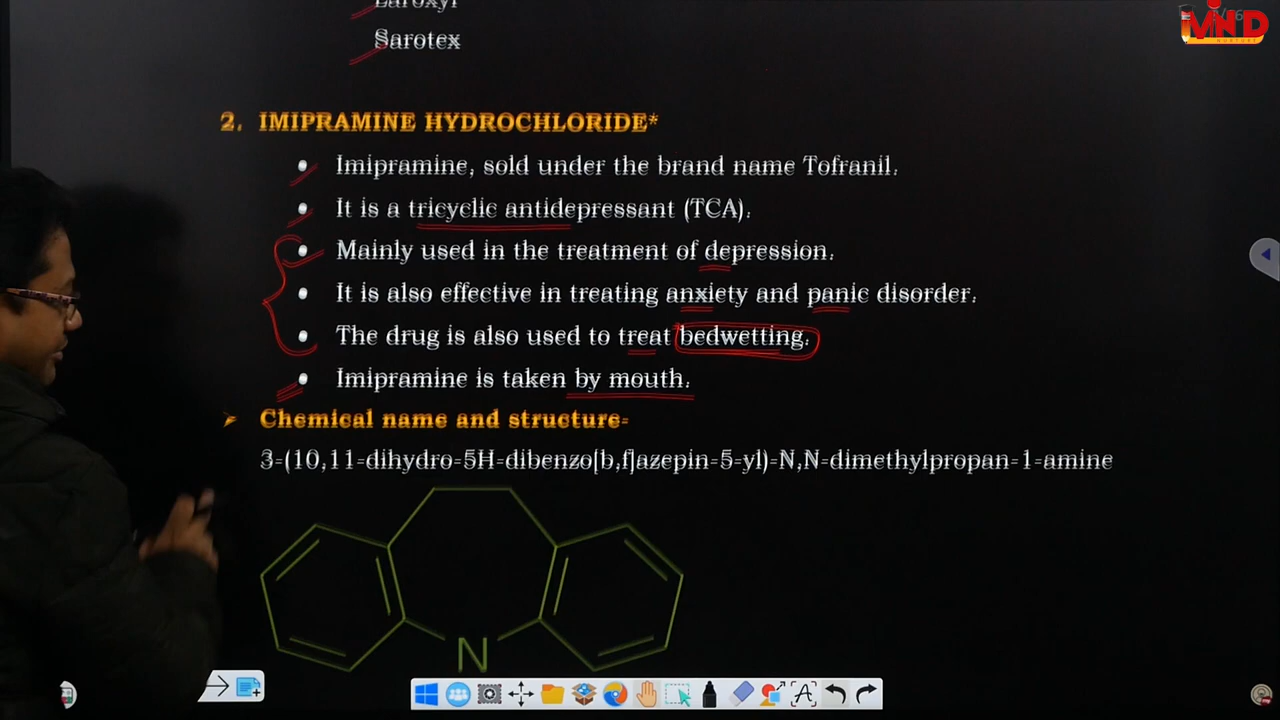 Laroxyl
Sarotex
2. IMIPRAMINE HYDROCHLORIDE*
Imipramine, sold under the brand name Tofranil.
It is a tricyclic antidepressant (TCA).
Mainly used in the treatment of depression.
It is also effective in treating anxiety and panic disorder.
The drug is also used to treat bedwetting.
Imipramine is taken by mouth.
Chemical name and structure-
3-(10,11-dihydro-5H-dibenzo[b,f]azepin-5-yl)-N,N-dimethylpropan-1-amine
N